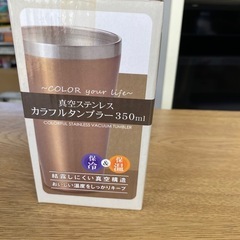 ~COLOR your life~
真空ステンレス
カラフルタンブラー350ml
COLORFUL STAINLESS VACUUM TUMBLER
保冷
&
保温
結露しにくい真空構造
おいしい温度をしっかりキープ